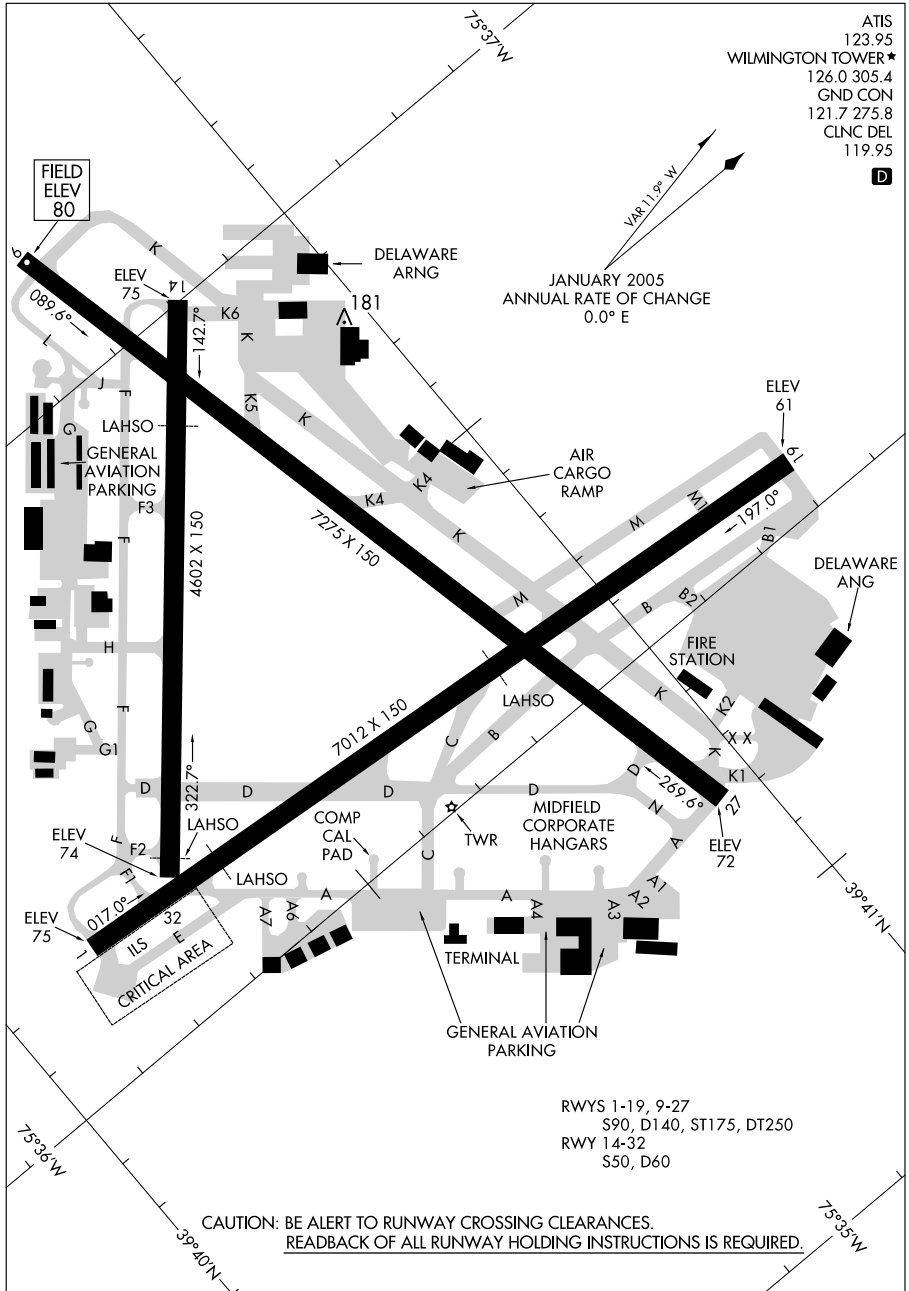 ATIS
123.95
WILMINGTON TOWER★
126.0 305.4
GND CON
121.7 275.8
CLNC DEL
119.95
D
75°37'W
VAR 11.9° W
JANUARY 2005
ANNUAL RATE OF CHANGE
0.0° E
FIELD
ELEV
80
9
089.6°
ELEV
75
14
142.7°
K
K6
K
K5
K
DELAWARE
ARNG
181
L
J
F
G
LAHSO
GENERAL
AVIATION
PARKING
F3
F
4602 X 150
7275 X 150
K4
K4
K
AIR
CARGO
RAMP
ELEV
61
19
197.0°
M1
M
M
B1
B
B2
DELAWARE
ANG
FIRE
STATION
H
F
G
G1
LAHSO
7012 X 150
C
B
K
K2
K
X X
K1
D
D
D
D
D
322.7°
269.6°
27
N
A
ELEV
72
ELEV
74
F
F2
F1
LAHSO
LAHSO
COMP
CAL
PAD
TWR
C
MIDFIELD
CORPORATE
HANGARS
39°41'N
ELEV
75
1
017.0°
32
ILS
E
CRITICAL AREA
A
A7
A6
A
A4
A3
A2
A1
TERMINAL
GENERAL AVIATION
PARKING
RWYS 1-19, 9-27
S90, D140, ST175, DT250
RWY 14-32
S50, D60
75°36'W
39°40'N
75°35'W
CAUTION: BE ALERT TO RUNWAY CROSSING CLEARANCES.
READBACK OF ALL RUNWAY HOLDING INSTRUCTIONS IS REQUIRED.